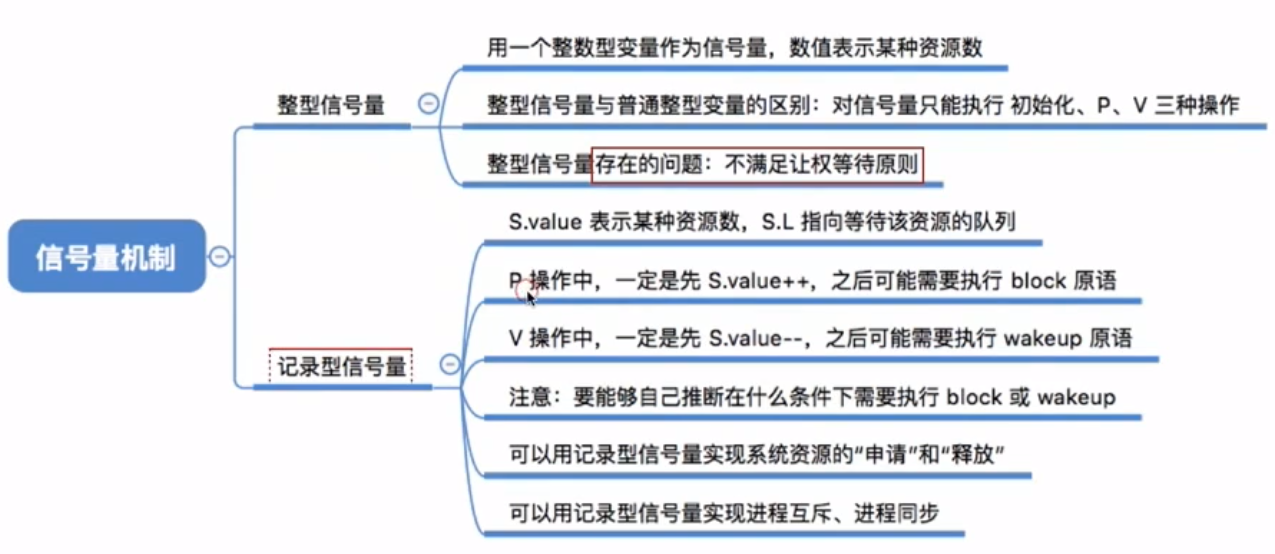 信号量机制
整型信号量
用一个整数型变量作为信号量，数值表示某种资源数
整型信号量与普通整型变量的区别：对信号量只能执行 初始化、P、V 三种操作
整型信号量存在的问题：不满足让权等待原则
记录型信号量
S.value 表示某种资源数，S.L 指向等待该资源的队列
P 操作中，一定是先 S.value++，之后可能需要执行 block 原语
V 操作中，一定是先 S.value--，之后可能需要执行 wakeup 原语
注意：要能够自己推断在什么条件下需要执行 block 或 wakeup
可以用记录型信号量实现系统资源的“申请”和“释放”
可以用记录型信号量实现进程互斥、进程同步